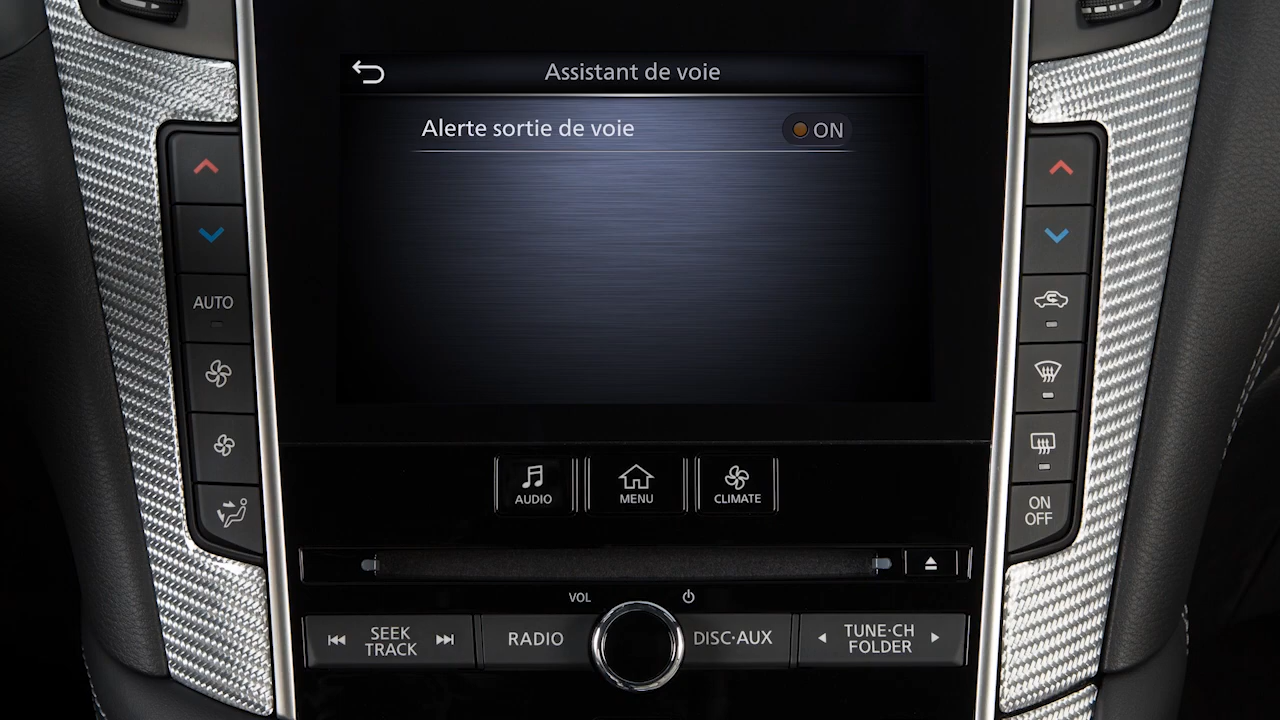 Assistant de voie
Alerte sortie de voie
ON
AUTO
AUDIO
MENU
CLIMATE
ON
OFF
VOL
SEEK
TRACK
RADIO
DISC·AUX
TUNE·CH
FOLDER